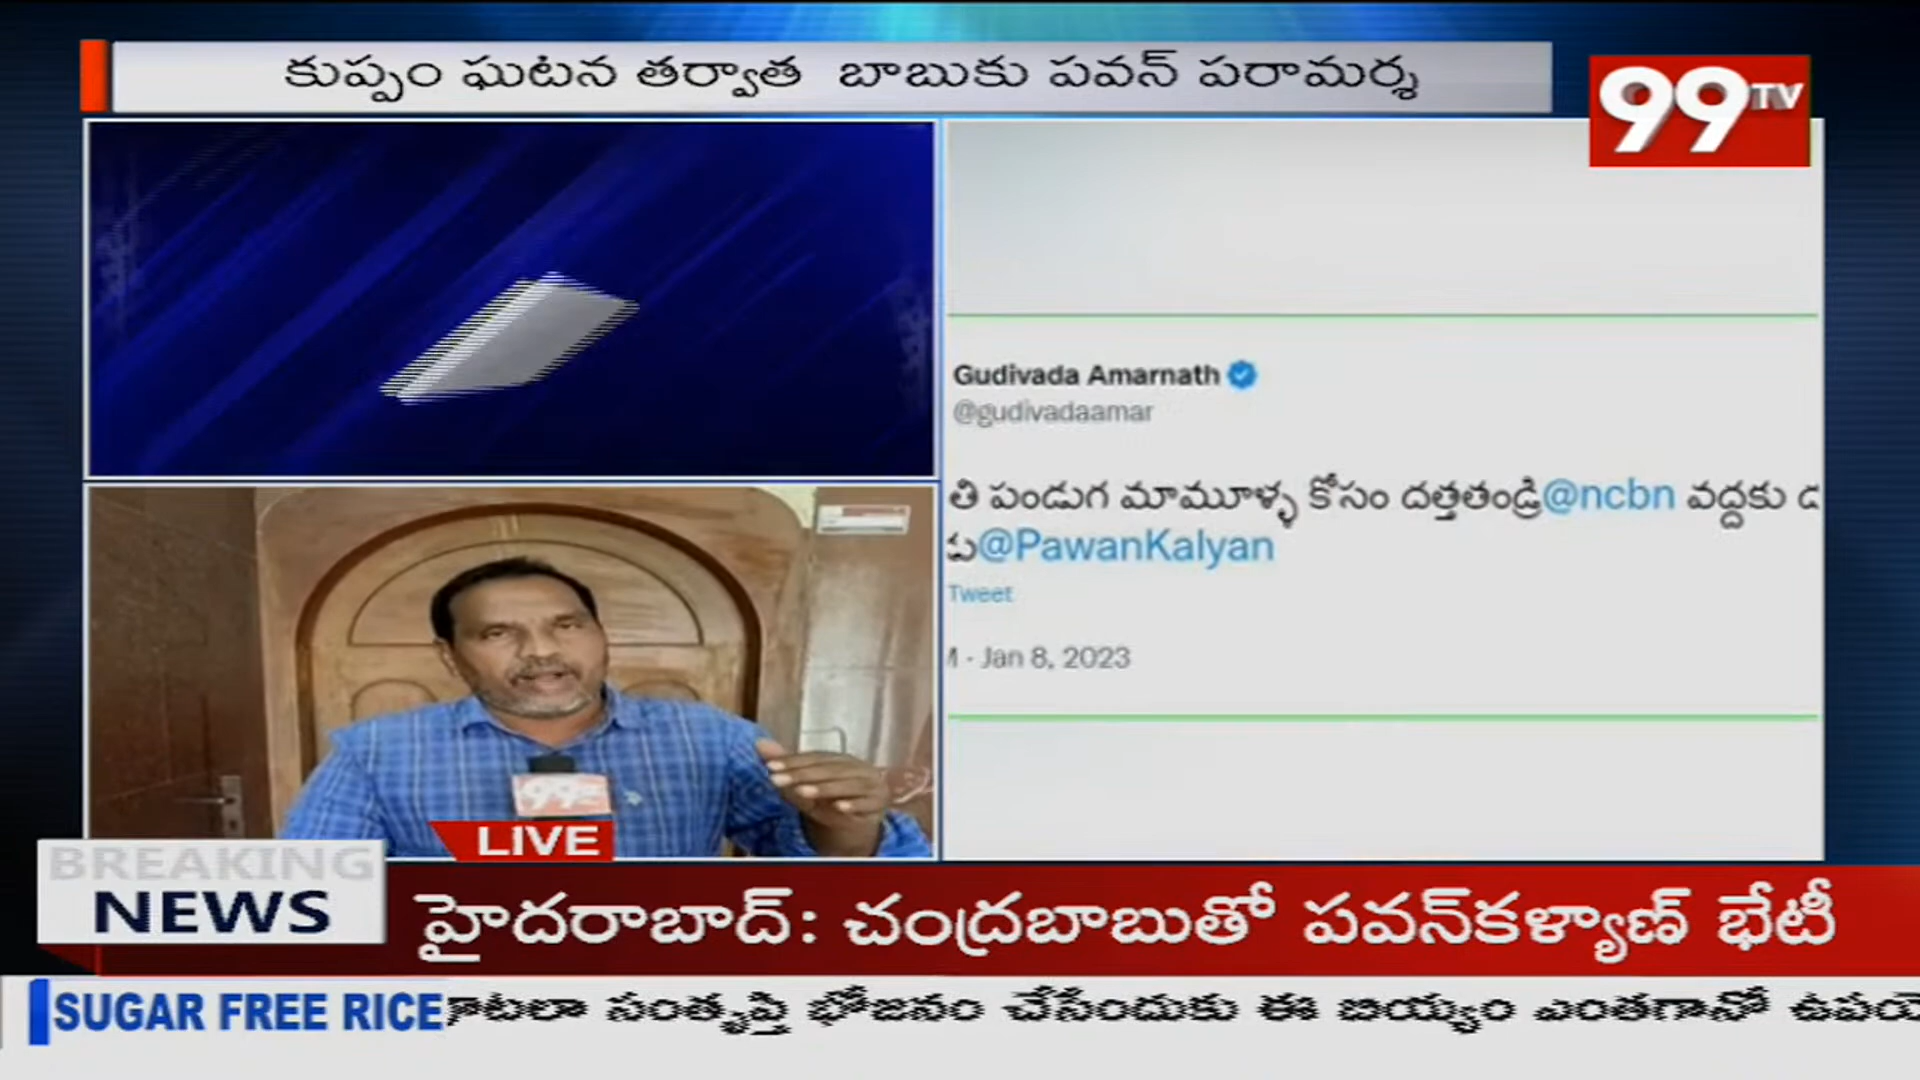 కుప్పం ఘటన తర్వాత బాబుకు పవన్ పరామర్శ
99TV
Gudivada Amarnath
@gudivadaamar
తి పండుగ మామూళ్ళ కోసం దత్తతండ్రి@ncbn వద్దకు ద
@PawanKalyan
Tweet
M · Jan 8, 2023
99
LIVE
BREAKING
NEWS
హైదరాబాద్: చంద్రబాబుతో పవన్‌కళ్యాణ్ భేటీ
SUGAR FREE RICE సంతృప్తి భోజనం చేసేందుకు ఈ బియ్యం ఎంతగానో